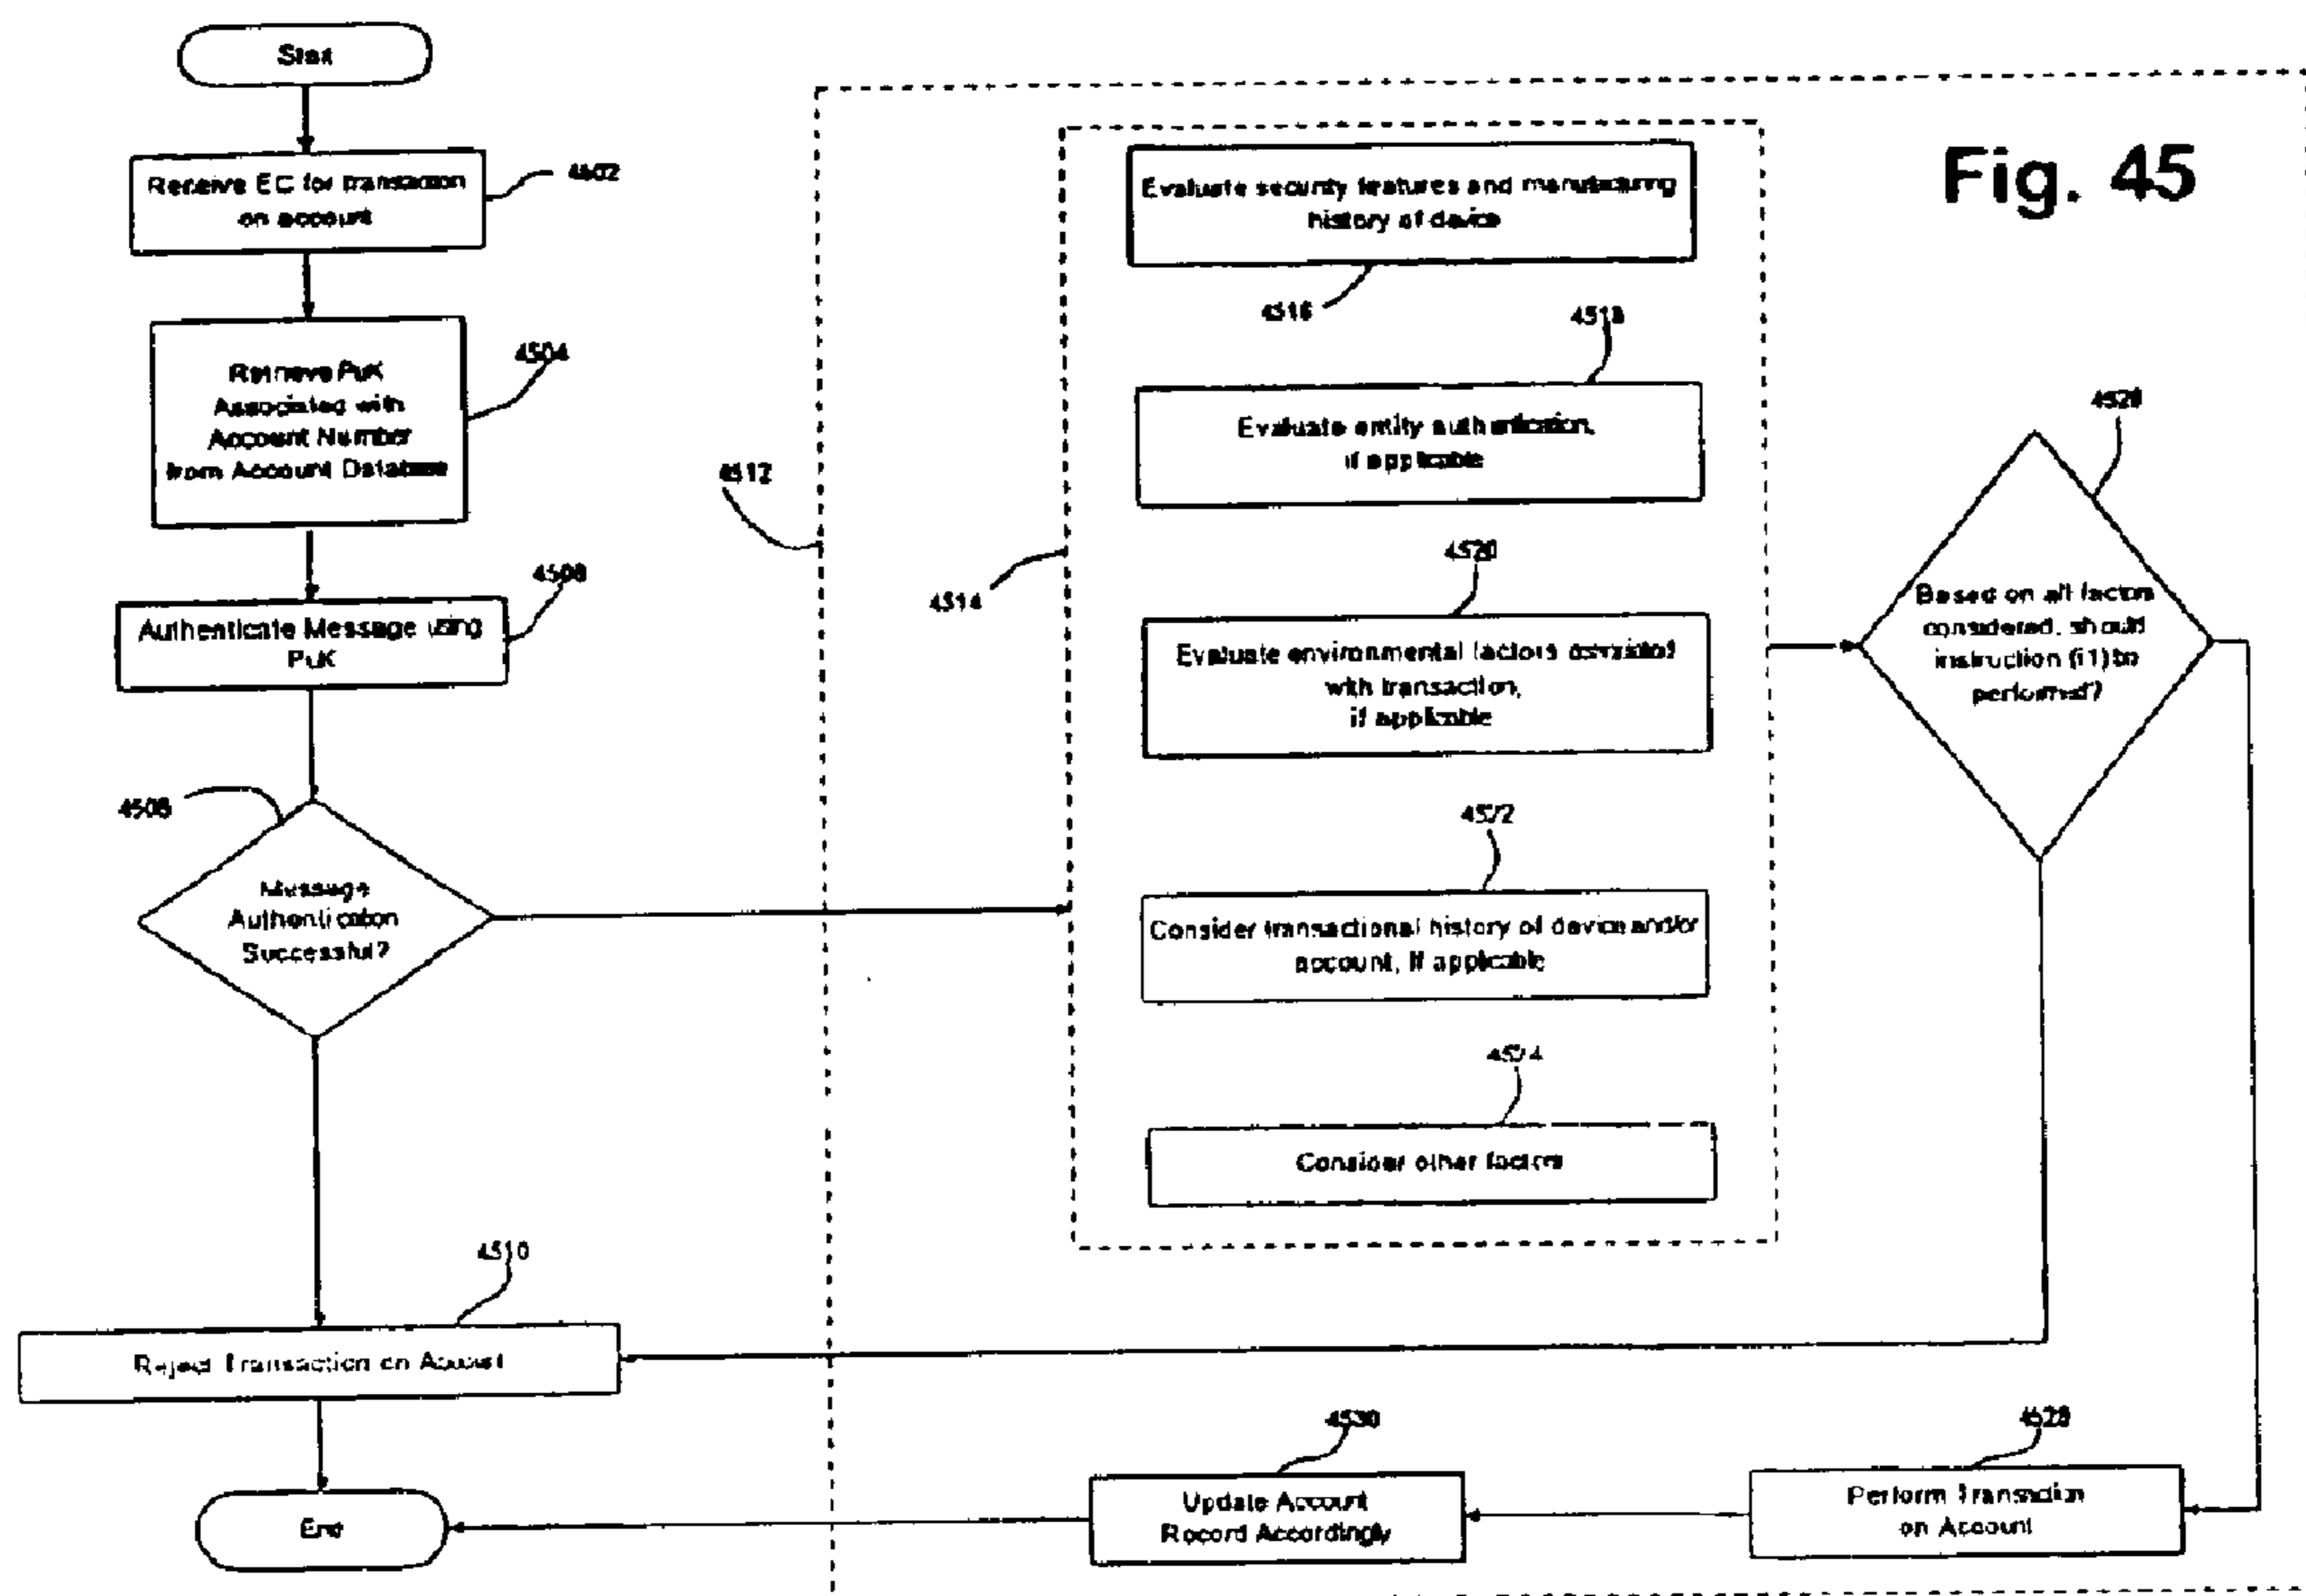 Start
Receive EC for transaction
on account
4502
Retrieve PuK
Associated with
Account Number
from Account Database
4504
Authenticate Message using
PuK
4506
4508
Message
Authentication
Successful?
4510
Reject Transaction on Account
End
4512
4514
Fig. 45
Evaluate security features and manufacturing
history of device
4516
4518
Evaluate entity authentication,
if applicable
4520
Evaluate environmental factors associated
with transaction,
if applicable
4522
Consider transactional history of device and/or
account, if applicable
4524
Consider other factors
Based on all factors
considered, should
instruction (i1) be
performed?
4528
Perform Transaction
on Account
4530
Update Account
Record Accordingly